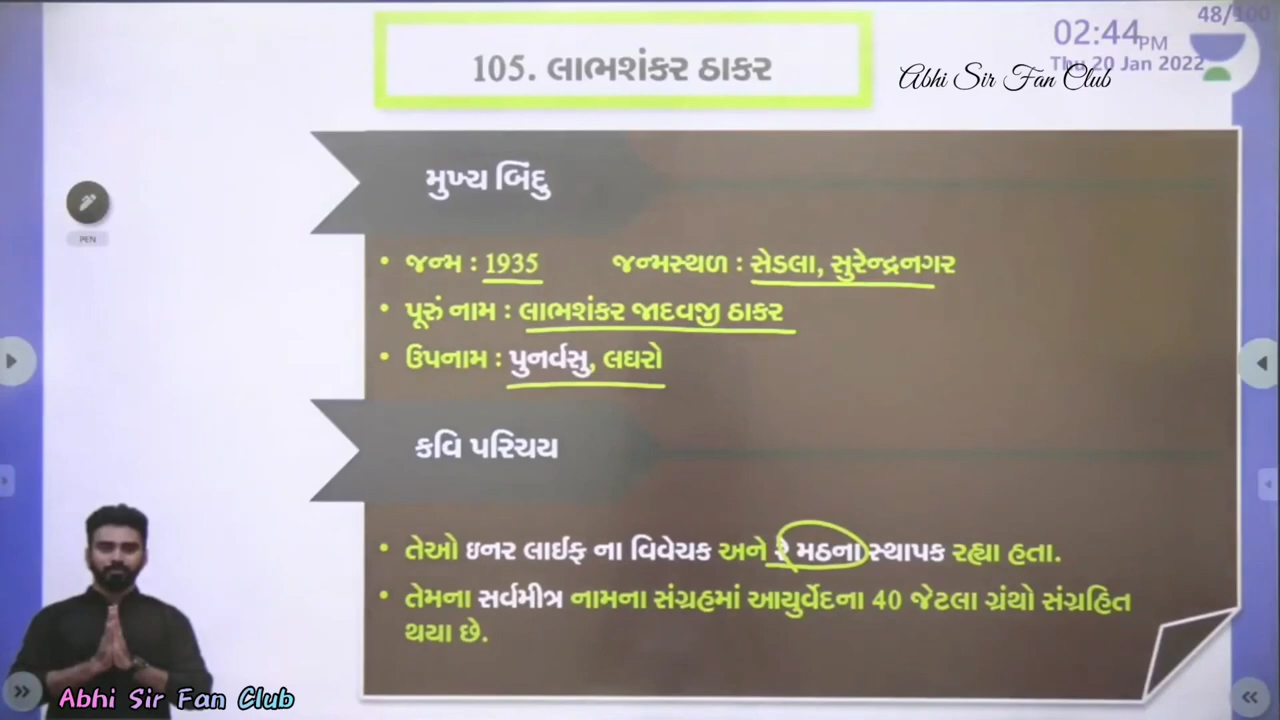 48/100
02:44 PM
Thu 20 Jan 2022
Abhi Sir Fan Club
105. લાભશંકર ઠાકર
મુખ્ય બિંદુ
PEN
• જન્મ : 1935 જન્મસ્થળ : સેડલા, સુરેન્દ્રનગર
• પૂરું નામ : લાભશંકર જાદવજી ઠાકર
• ઉપનામ : પુનર્વસુ, લઘરો
કવિ પરિચય
• તેઓ ઇનર લાઈફ ના વિવેચક અને રે મઠના સ્થાપક રહ્યા હતા.
• તેમના સર્વમીત્ર નામના સંગ્રહમાં આયુર્વેદના 40 જેટલા ગ્રંથો સંગ્રહિત
થયા છે.
Abhi Sir Fan Club